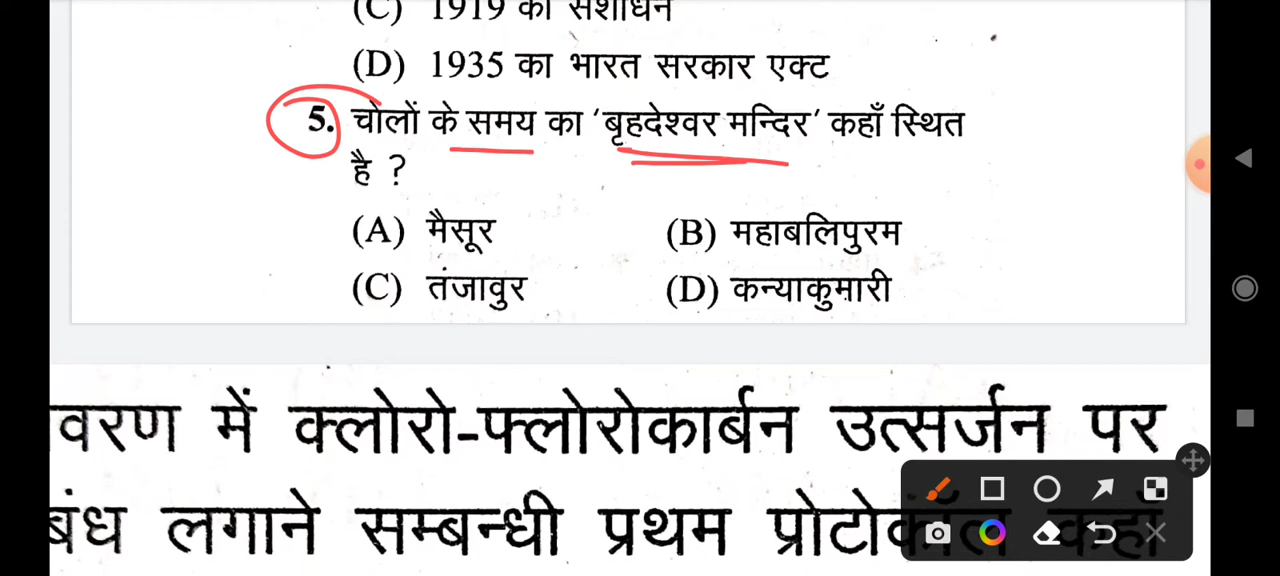 (C) 1919 का संशोधन
(D) 1935 का भारत सरकार एक्ट
5. चोलों के समय का 'बृहदेश्वर मन्दिर' कहाँ स्थित
है ?
(A) मैसूर (B) महाबलिपुरम
(C) तंजावुर (D) कन्याकुमारी
वरण में क्लोरो-फ्लोरोकार्बन उत्सर्जन पर
बंध लगाने सम्बन्धी प्रथम प्रोटोकॉल कहाँ